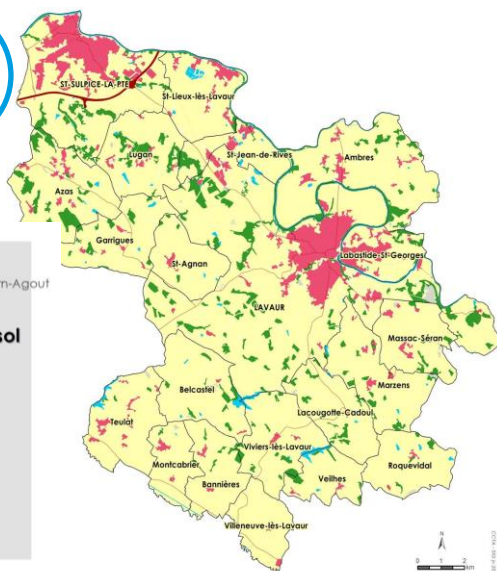 ST-SULPICE-LA-PTE
St-Lieux-lès-Lavaur
Lugan
St-Jean-de-Rives
Ambres
Azas
Garrigues
St-Agnan
Labastide-St-Georges
n-Agout
sol
LAVAUR
Massac-Séran
Belcastel
Marzens
Lacougotte-Cadoul
Teulat
Viviers-lès-Lavaur
Montcabrier
Veilhes
Roquevidal
Bannières
Villeneuve-lès-Lavaur
N
0 1 2
km